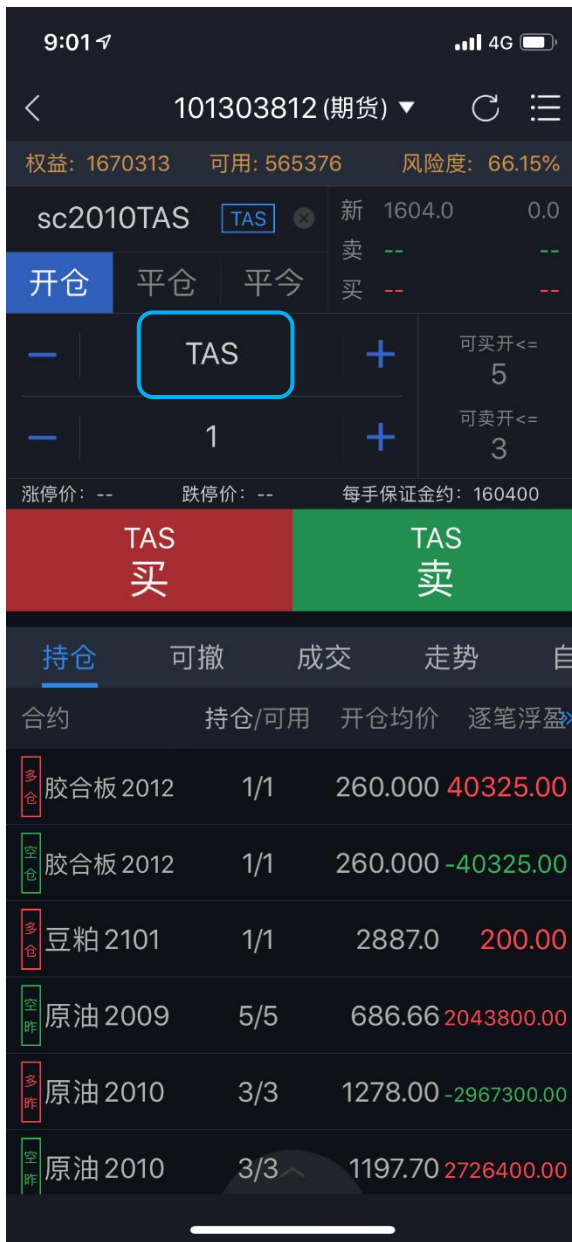 9:01 4G
101303812(期货)▼
权益: 1670313 可用: 565376 风险度: 66.15%
sc2010TAS TAS 新 1604.0 0.0
卖 -- --
开仓 平仓 平今 买 -- --
− TAS + 可买开<= 5
− 1 + 可卖开<= 3
涨停价: -- 跌停价: -- 每手保证金约: 160400
TAS TAS
买 卖
持仓 可撤 成交 走势 自
合约 持仓/可用 开仓均价 逐笔浮盈»
多仓 胶合板2012 1/1 260.000 40325.00
空仓 胶合板2012 1/1 260.000 -40325.00
多仓 豆粕2101 1/1 2887.0 200.00
空昨 原油2009 5/5 686.66 2043800.00
多昨 原油2010 3/3 1278.00 -2967300.00
空昨 原油2010 3/3 1197.70 2726400.00